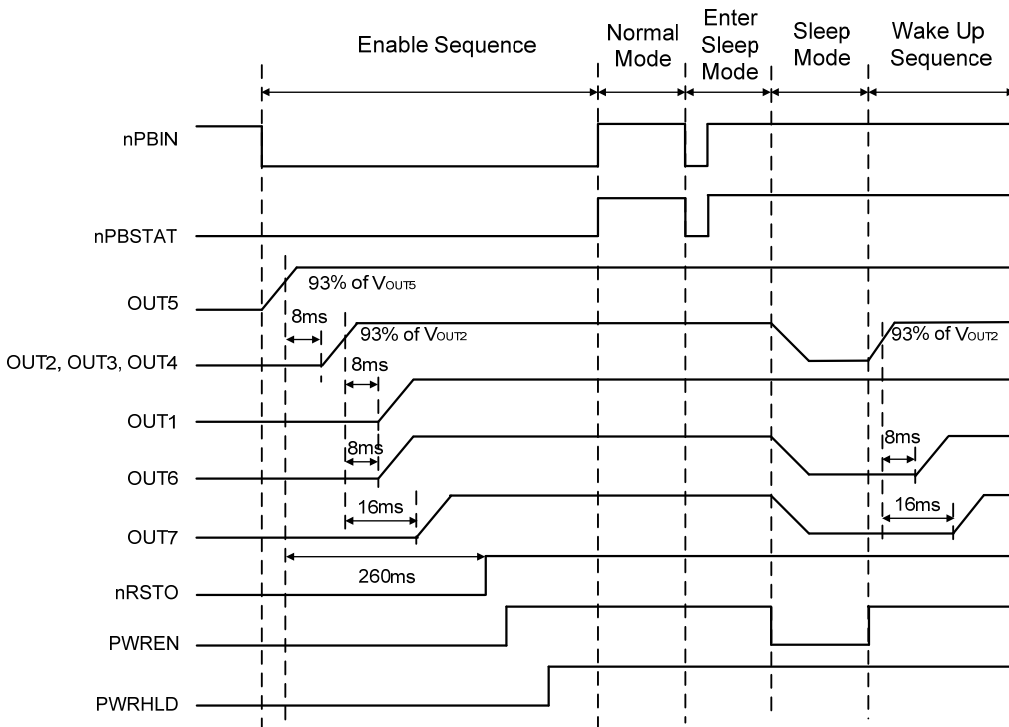 Enable Sequence
Normal
Mode
Enter
Sleep
Mode
Sleep
Mode
Wake Up
Sequence
nPBIN
nPBSTAT
OUT5
93% of VOUT5
8ms
OUT2, OUT3, OUT4
93% of VOUT2
93% of VOUT2
8ms
OUT1
8ms
8ms
OUT6
16ms
16ms
OUT7
260ms
nRSTO
PWREN
PWRHLD